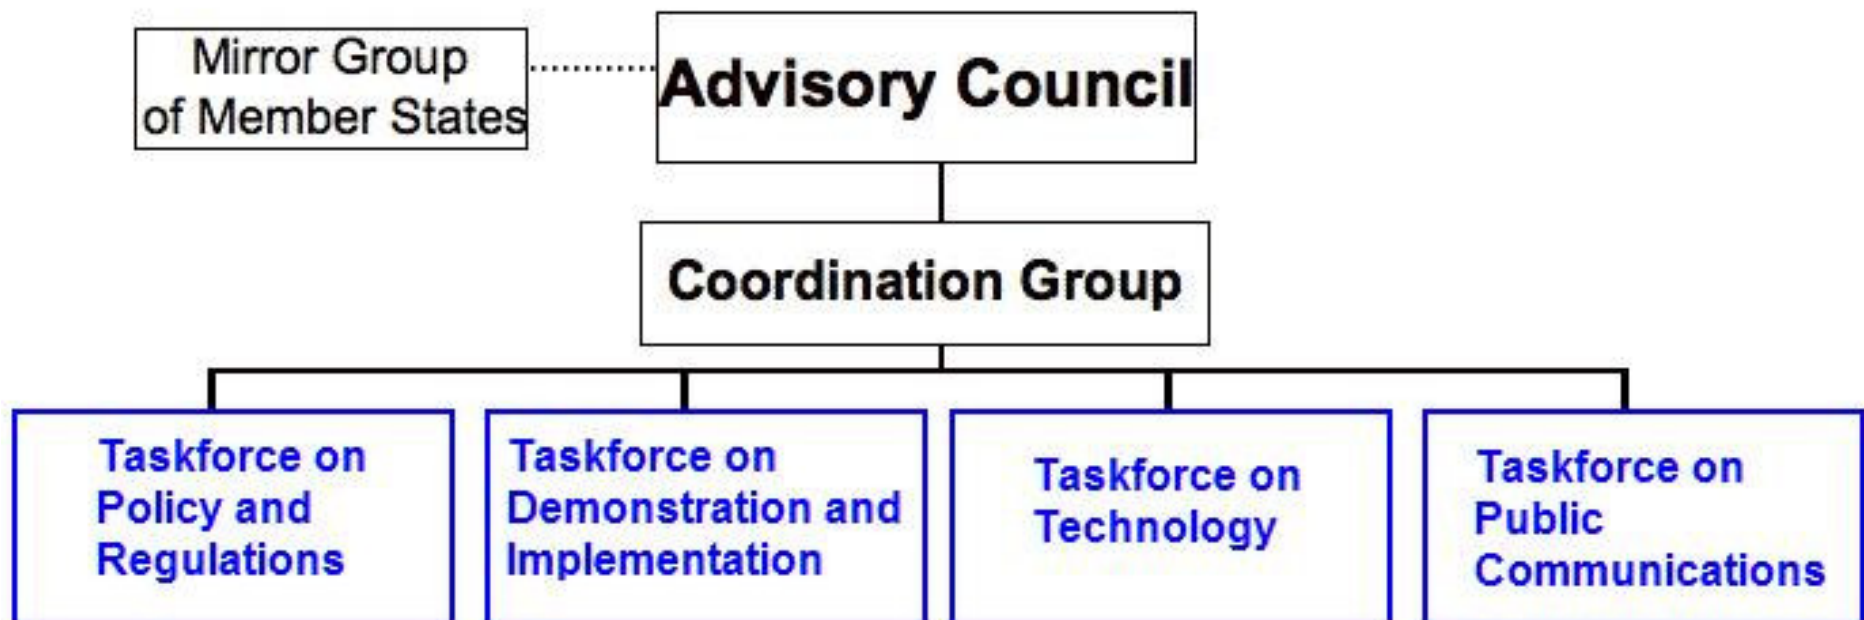 Mirror Group
of Member States
Advisory Council
Coordination Group
Taskforce on
Policy and
Regulations
Taskforce on
Demonstration and
Implementation
Taskforce on
Technology
Taskforce on
Public
Communications